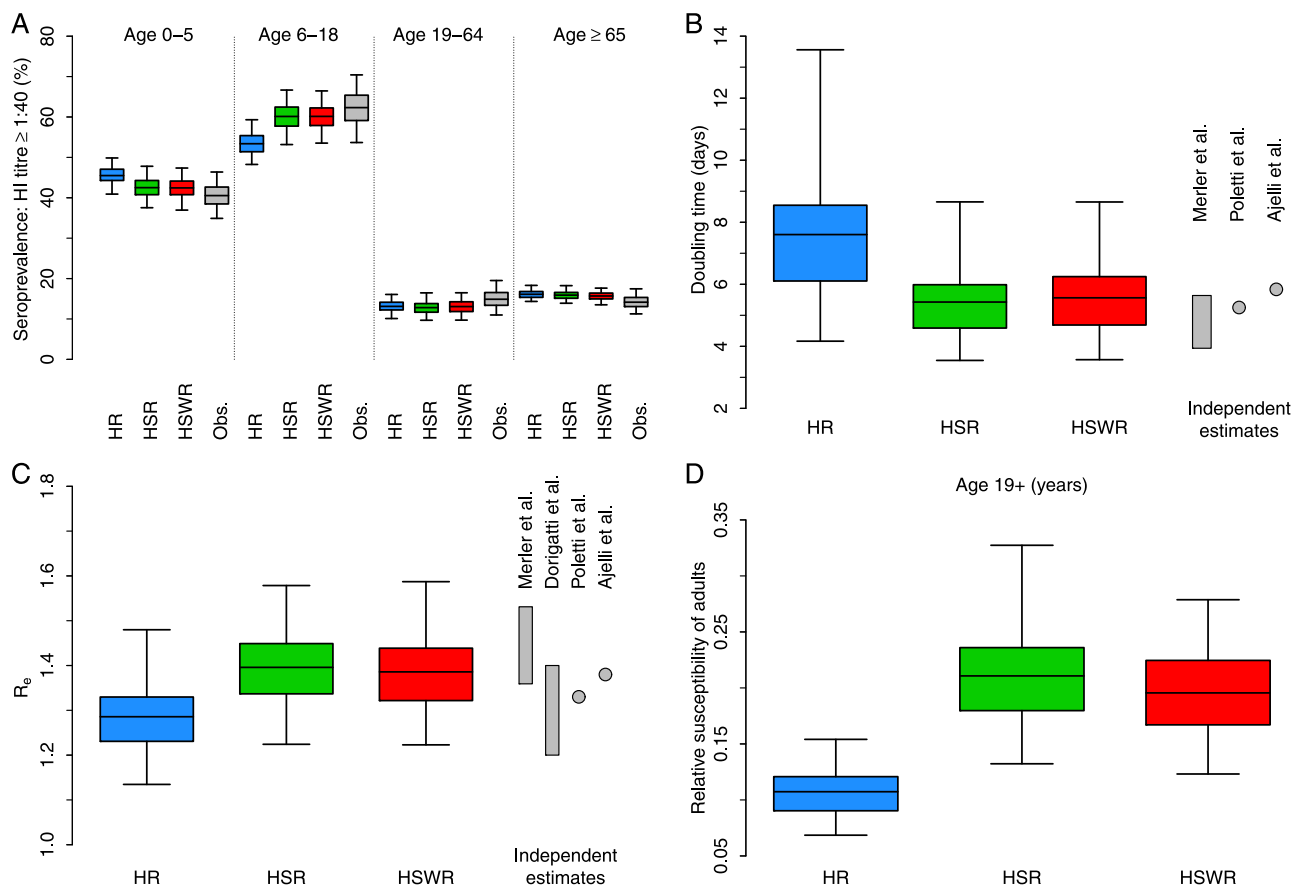 A
Age 0–5 Age 6–18 Age 19–64 Age ≥ 65
Seroprevalence: HI titre ≥ 1:40 (%)
80
60
40
20
0
HR HSR HSWR Obs. HR HSR HSWR Obs. HR HSR HSWR Obs. HR HSR HSWR Obs.
B
Doubling time (days)
14
12
10
8
6
4
2
Merler et al.
Poletti et al.
Ajelli et al.
HR HSR HSWR
Independent
estimates
C
Re
1.8
1.6
1.4
1.2
1.0
Merler et al.
Dorigatti et al.
Poletti et al.
Ajelli et al.
HR HSR HSWR
Independent
estimates
D
Age 19+ (years)
Relative susceptibility of adults
0.35
0.25
0.15
0.05
HR HSR HSWR